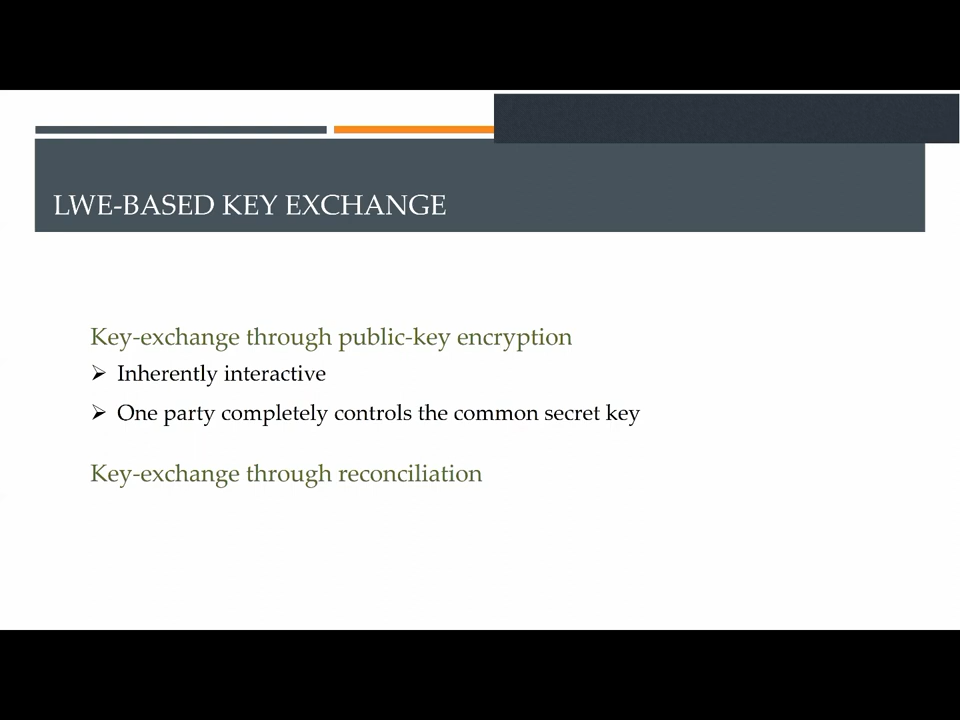 LWE-BASED KEY EXCHANGE
Key-exchange through public-key encryption
➢ Inherently interactive
➢ One party completely controls the common secret key
Key-exchange through reconciliation